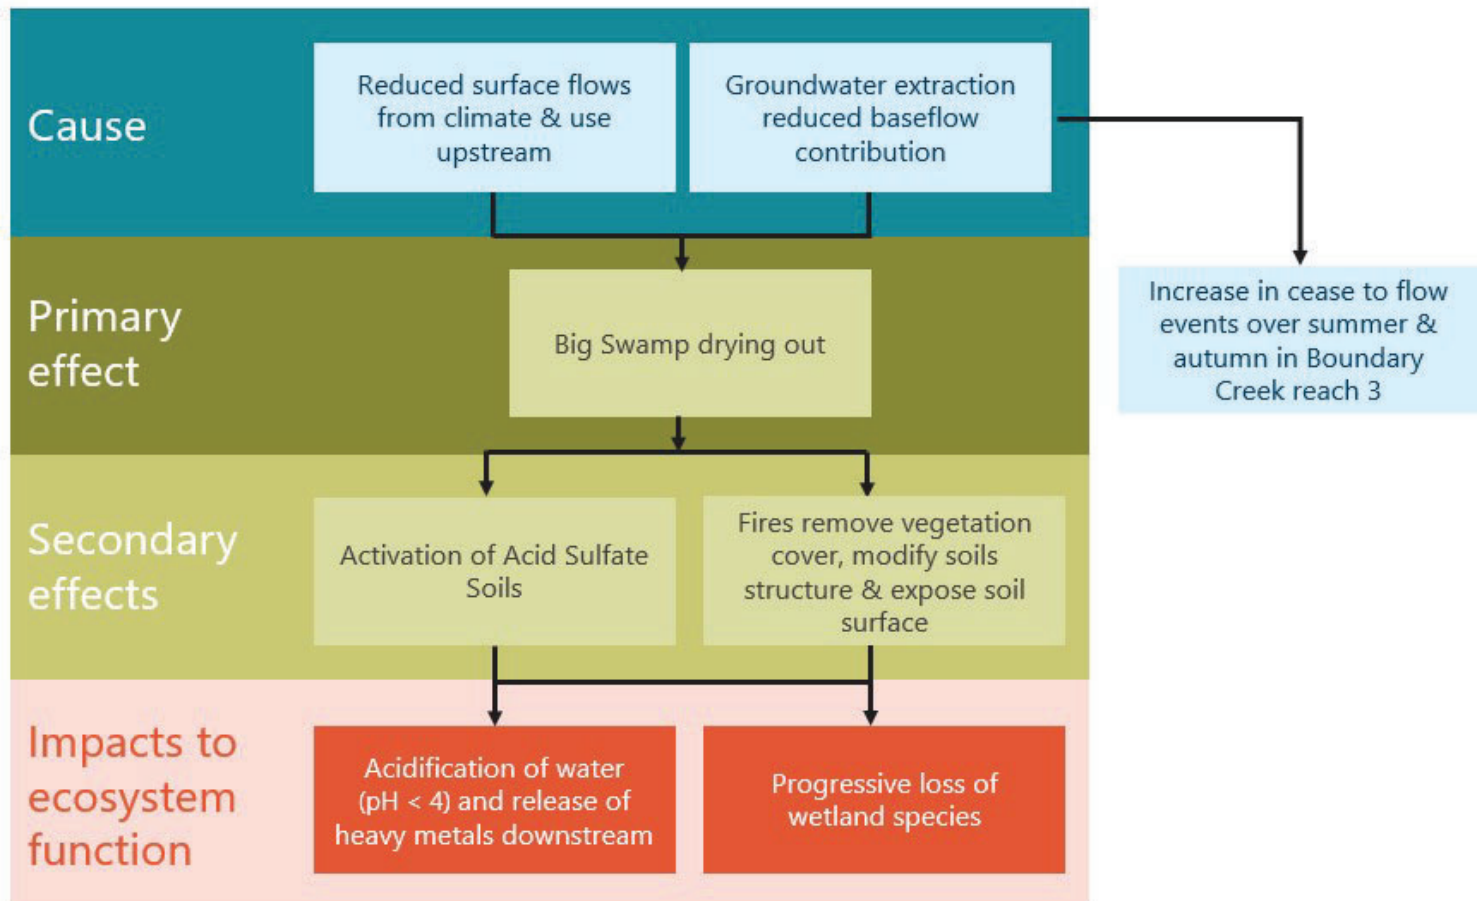 Cause
Reduced surface flows
from climate & use
upstream
Groundwater extraction
reduced baseflow
contribution
Primary
effect
Big Swamp drying out
Increase in cease to flow
events over summer &
autumn in Boundary
Creek reach 3
Secondary
effects
Activation of Acid Sulfate
Soils
Fires remove vegetation
cover, modify soils
structure & expose soil
surface
Impacts to
ecosystem
function
Acidification of water
(pH < 4) and release of
heavy metals downstream
Progressive loss of
wetland species